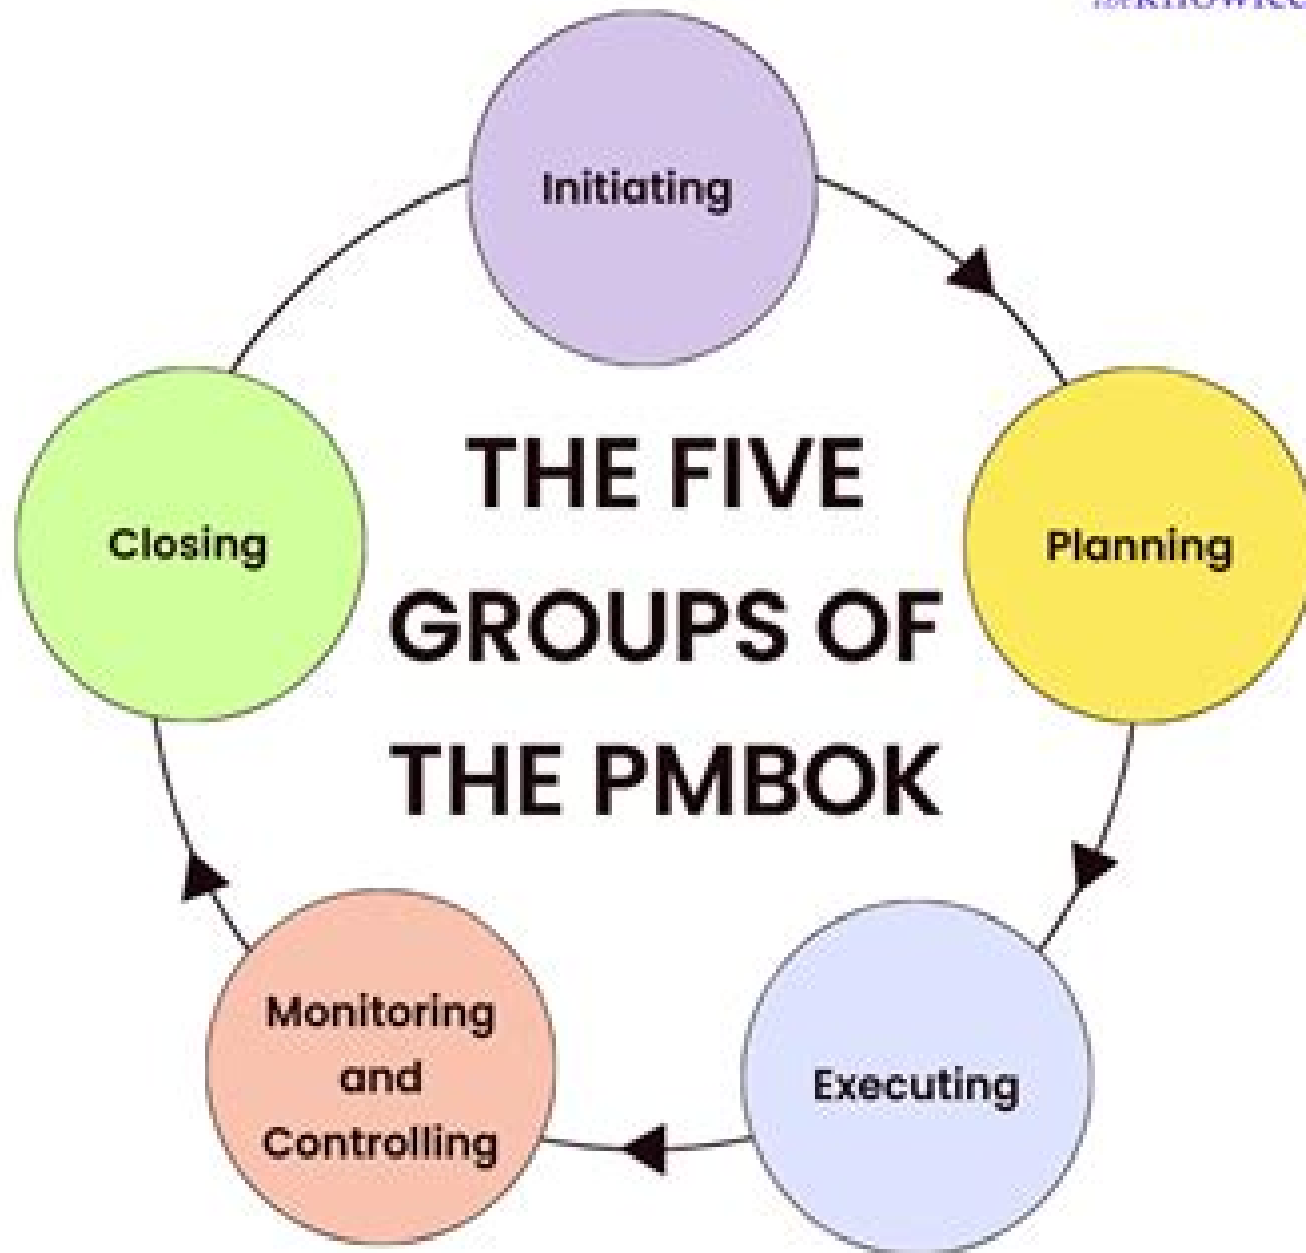 Initiating
THE FIVE
GROUPS OF
THE PMBOK
Closing
Planning
Monitoring
and
Controlling
Executing